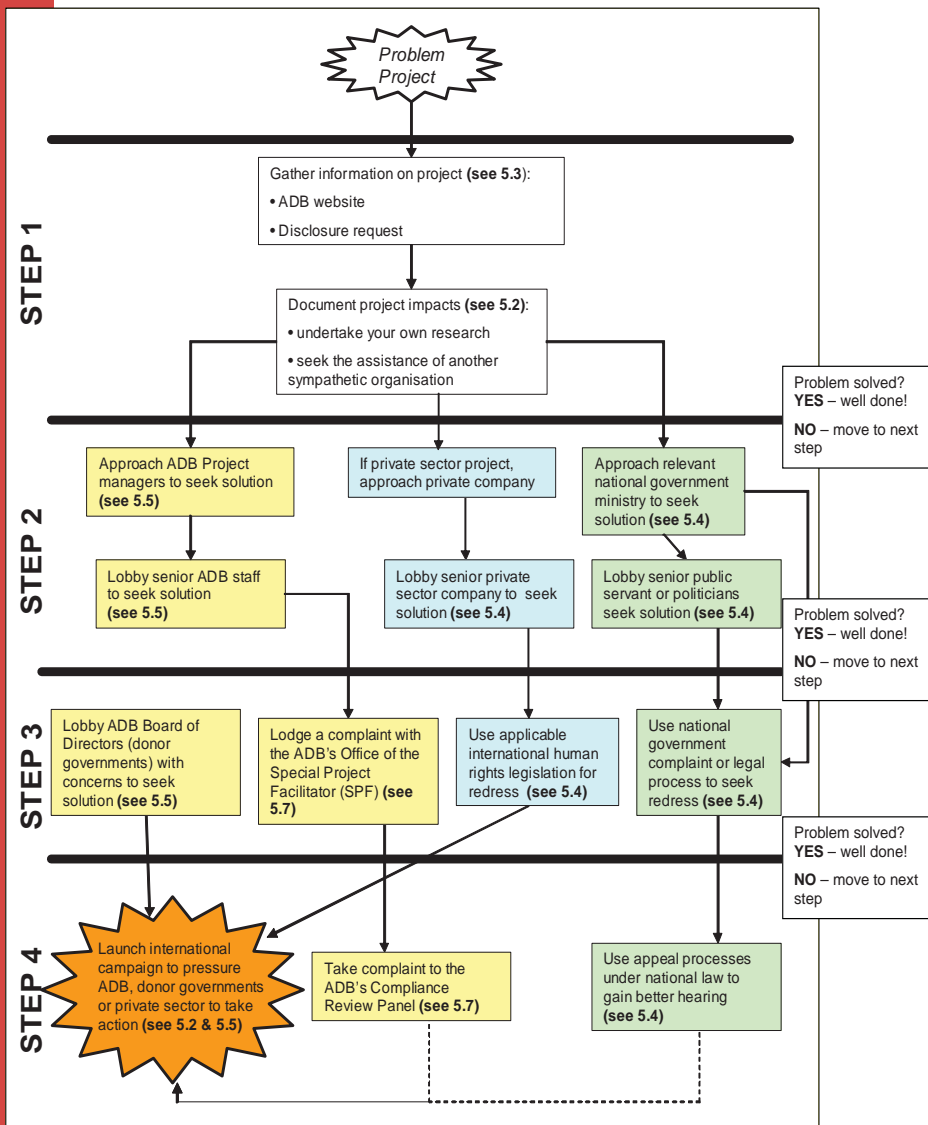 Problem
Project
STEP 1
Gather information on project (see 5.3):
• ADB website
• Disclosure request
Document project impacts (see 5.2):
• undertake your own research
• seek the assistance of another
sympathetic organisation
Problem solved?
YES – well done!
NO – move to next
step
STEP 2
Approach ADB Project
managers to seek solution
(see 5.5)
If private sector project,
approach private company
Approach relevant
national government
ministry to seek
solution (see 5.4)
Lobby senior ADB staff
to seek solution
(see 5.5)
Lobby senior private
sector company to seek
solution (see 5.4)
Lobby senior public
servant or politicians
seek solution (see 5.4)
Problem solved?
YES – well done!
NO – move to next
step
STEP 3
Lobby ADB Board of
Directors (donor
governments) with
concerns to seek
solution (see 5.5)
Lodge a complaint with
the ADB's Office of the
Special Project
Facilitator (SPF) (see
5.7)
Use applicable
international human
rights legislation for
redress (see 5.4)
Use national
government
complaint or legal
process to seek
redress (see 5.4)
Problem solved?
YES – well done!
NO – move to next
step
STEP 4
Launch international
campaign to pressure
ADB, donor governments
or private sector to take
action (see 5.2 & 5.5)
Take complaint to the
ADB's Compliance
Review Panel (see 5.7)
Use appeal processes
under national law to
gain better hearing
(see 5.4)